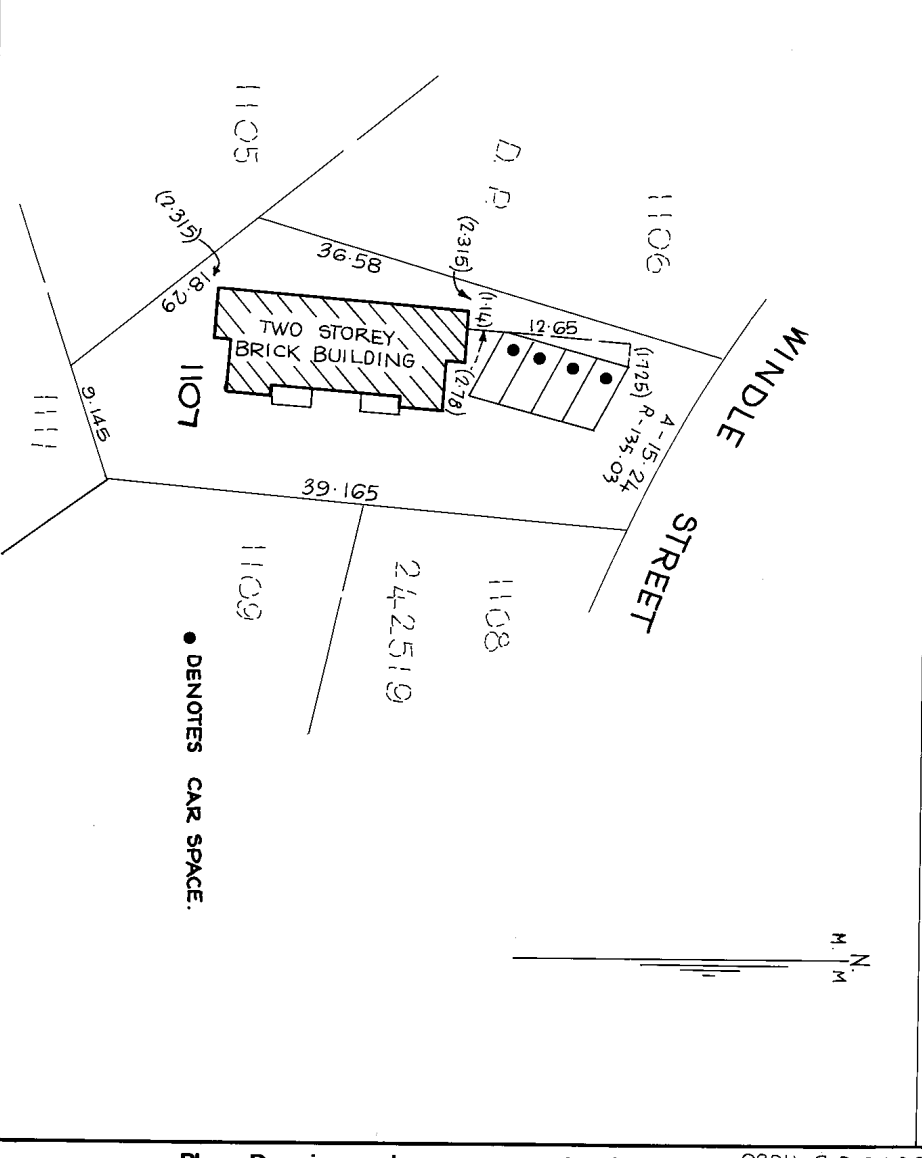 1105
D. P.
1106
(2·315)
36·58
(2·315)
18·29
TWO STOREY
BRICK BUILDING
(1·14)
12·65
(2·78)
(1·725)
A-15·24
R-135·03
WINDLE
STREET
1107
1111
9·145
39·165
1109
242519
1108
● DENOTES CAR SPACE.
N.
M. M